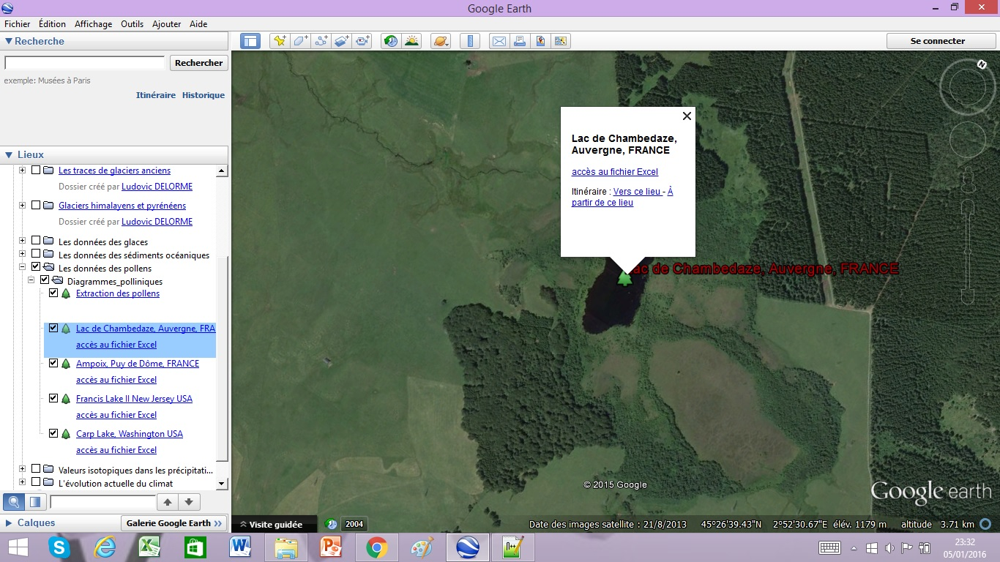 Google Earth
Fichier Édition Affichage Outils Ajouter Aide
Recherche
Rechercher
exemple: Musées à Paris
Itinéraire Historique
Lieux
Les traces de glaciers anciens
Dossier créé par Ludovic DELORME
Glaciers himalayens et pyrénéens
Dossier créé par Ludovic DELORME
Les données des glaces
Les données des sédiments océaniques
Les données des pollens
Diagrammes_polliniques
Extraction des pollens
Lac de Chambedaze, Auvergne, FRA
accès au fichier Excel
Ampoix, Puy de Dôme, FRANCE
accès au fichier Excel
Francis Lake II New Jersey USA
accès au fichier Excel
Carp Lake, Washington USA
accès au fichier Excel
Valeurs isotopiques dans les précipitati...
L'évolution actuelle du climat
Calques
Galerie Google Earth >>
Se connecter
N
Lac de Chambedaze,
Auvergne, FRANCE
accès au fichier Excel
Itinéraire : Vers ce lieu - À
partir de ce lieu
ac de Chambedaze, Auvergne, FRANCE
© 2015 Google
Google earth
Visite guidée
2004
Date des images satellite : 21/8/2013 45°26'39.43"N 2°52'30.67"E élév. 1179 m altitude 3.71 km
23:32
05/01/2016